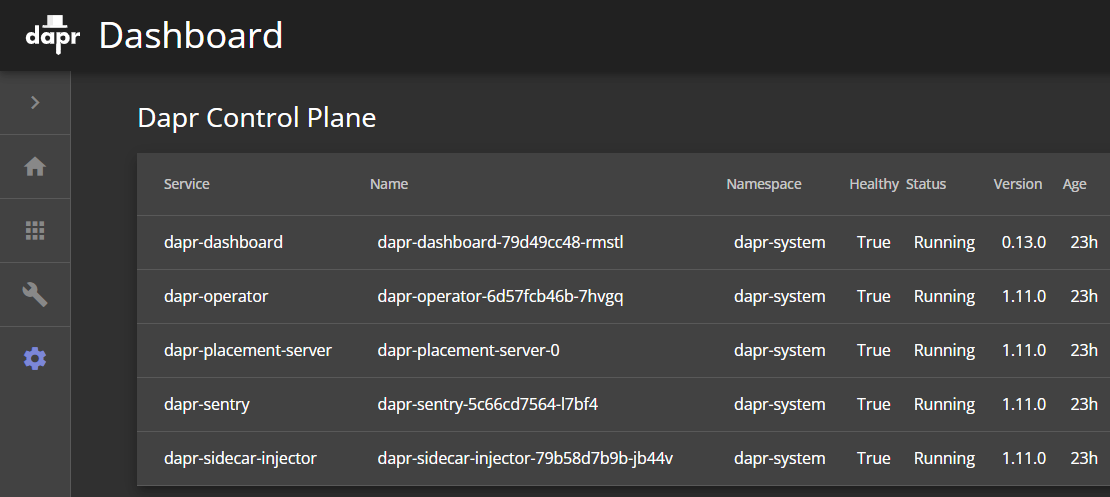 dapr Dashboard
Dapr Control Plane
Service Name Namespace Healthy Status Version Age
dapr-dashboard dapr-dashboard-79d49cc48-rmstl dapr-system True Running 0.13.0 23h
dapr-operator dapr-operator-6d57fcb46b-7hvgq dapr-system True Running 1.11.0 23h
dapr-placement-server dapr-placement-server-0 dapr-system True Running 1.11.0 23h
dapr-sentry dapr-sentry-5c66cd7564-l7bf4 dapr-system True Running 1.11.0 23h
dapr-sidecar-injector dapr-sidecar-injector-79b58d7b9b-jb44v dapr-system True Running 1.11.0 23h